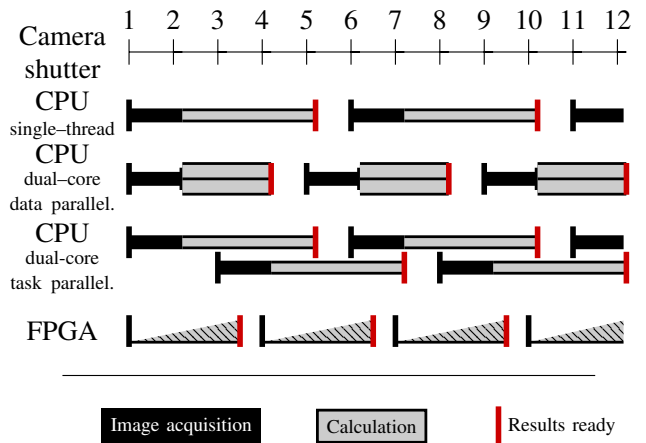 Camera shutter 1 2 3 4 5 6 7 8 9 10 11 12
CPU
single–thread
CPU
dual–core
data parallel.
CPU
dual-core
task parallel.
FPGA
Image acquisition Calculation Results ready